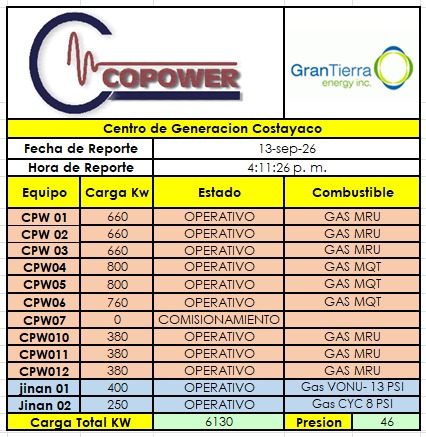 COPOWER
GranTierra
energy inc.
Centro de Generacion Costayaco
Fecha de Reporte 13-sep-26
Hora de Reporte 4:11:26 p. m.
Equipo Carga Kw Estado Combustible
CPW 01 660 OPERATIVO GAS MRU
CPW 02 660 OPERATIVO GAS MRU
CPW 03 660 OPERATIVO GAS MRU
CPW04 800 OPERATIVO GAS MQT
CPW05 800 OPERATIVO GAS MQT
CPW06 760 OPERATIVO GAS MQT
CPW07 0 COMISIONAMIENTO
CPW010 380 OPERATIVO GAS MRU
CPW011 380 OPERATIVO GAS MRU
CPW012 380 OPERATIVO GAS MRU
jinan 01 400 OPERATIVO Gas VONU- 13 PSI
Jinan 02 250 OPERATIVO Gas CYC 8 PSI
Carga Total KW 6130 Presion 46